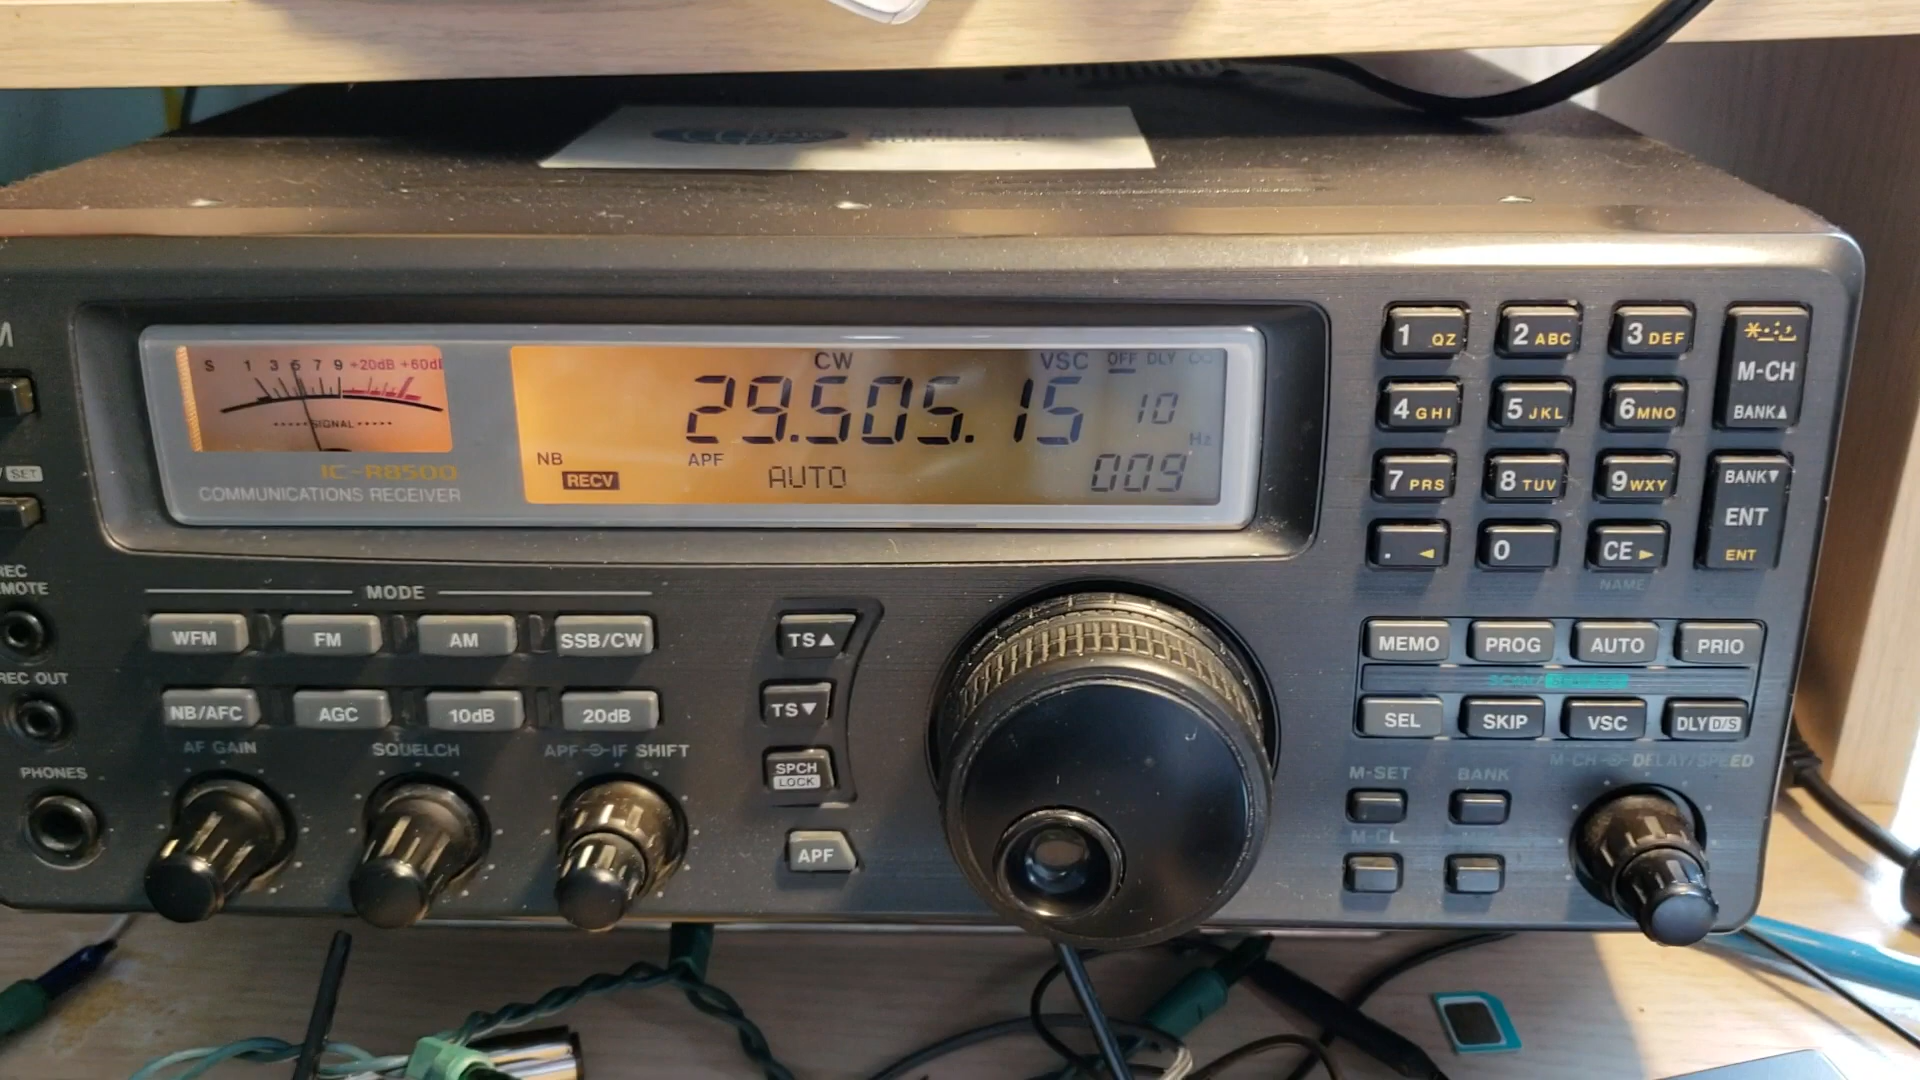 S 1 3 5 7 9 +20dB +60dB
SIGNAL
IC-R8500
COMMUNICATIONS RECEIVER
CW VSC OFF DLY ∞
29.505.15 10
Hz
NB APF
RECV AUTO 009
SET
REC
REMOTE
REC OUT
PHONES
MODE
WFM FM AM SSB/CW
NB/AFC AGC 10dB 20dB
AF GAIN SQUELCH APF IF SHIFT
TS▲
TS▼
SPCH
LOCK
APF
1 QZ 2 ABC 3 DEF
4 GHI 5 JKL 6 MNO
7 PRS 8 TUV 9 WXY
. ◄ 0 CE ►
NAME
M-CH
BANK▲
BANK▼
ENT
ENT
MEMO PROG AUTO PRIO
SEL SKIP VSC DLY D/S
M-CH DELAY/SPEED
M-SET BANK
M-CL